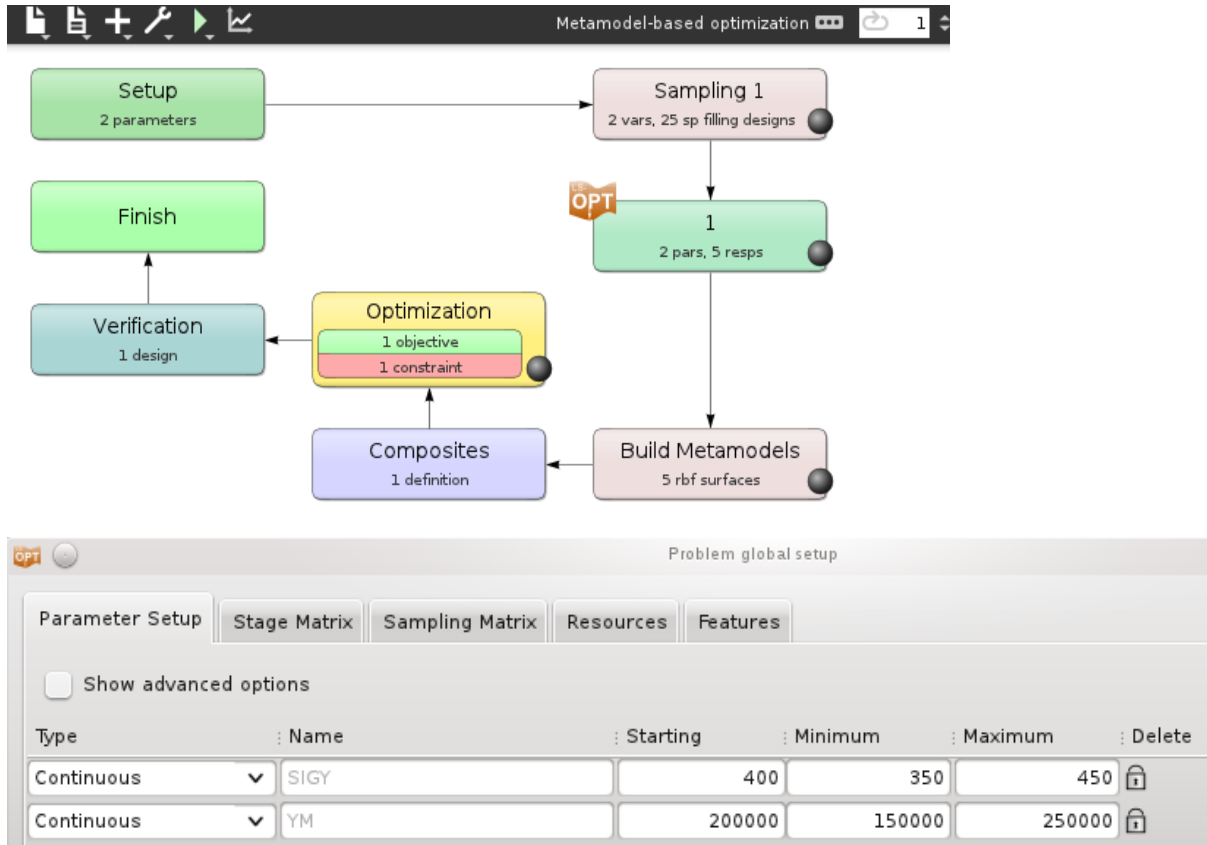 Metamodel-based optimization 1
Setup
2 parameters
Sampling 1
2 vars, 25 sp filling designs
LS-
OPT
1
2 pars, 5 resps
Finish
Optimization
1 objective
1 constraint
Verification
1 design
Composites
1 definition
Build Metamodels
5 rbf surfaces
OPT Problem global setup
Parameter Setup Stage Matrix Sampling Matrix Resources Features
Show advanced options
Type Name Starting Minimum Maximum Delete
Continuous SIGY 400 350 450
Continuous YM 200000 150000 250000